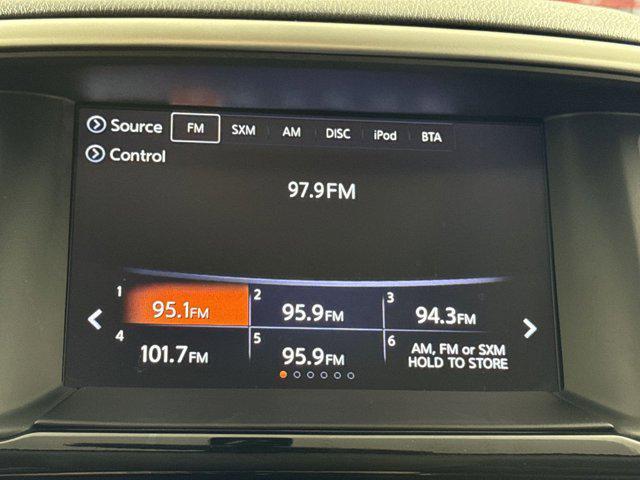 Source FM SXM AM DISC iPod BTA
Control
97.9FM
1 95.1FM 2 95.9FM 3 94.3FM
4 101.7FM 5 95.9FM 6 AM, FM or SXM
HOLD TO STORE